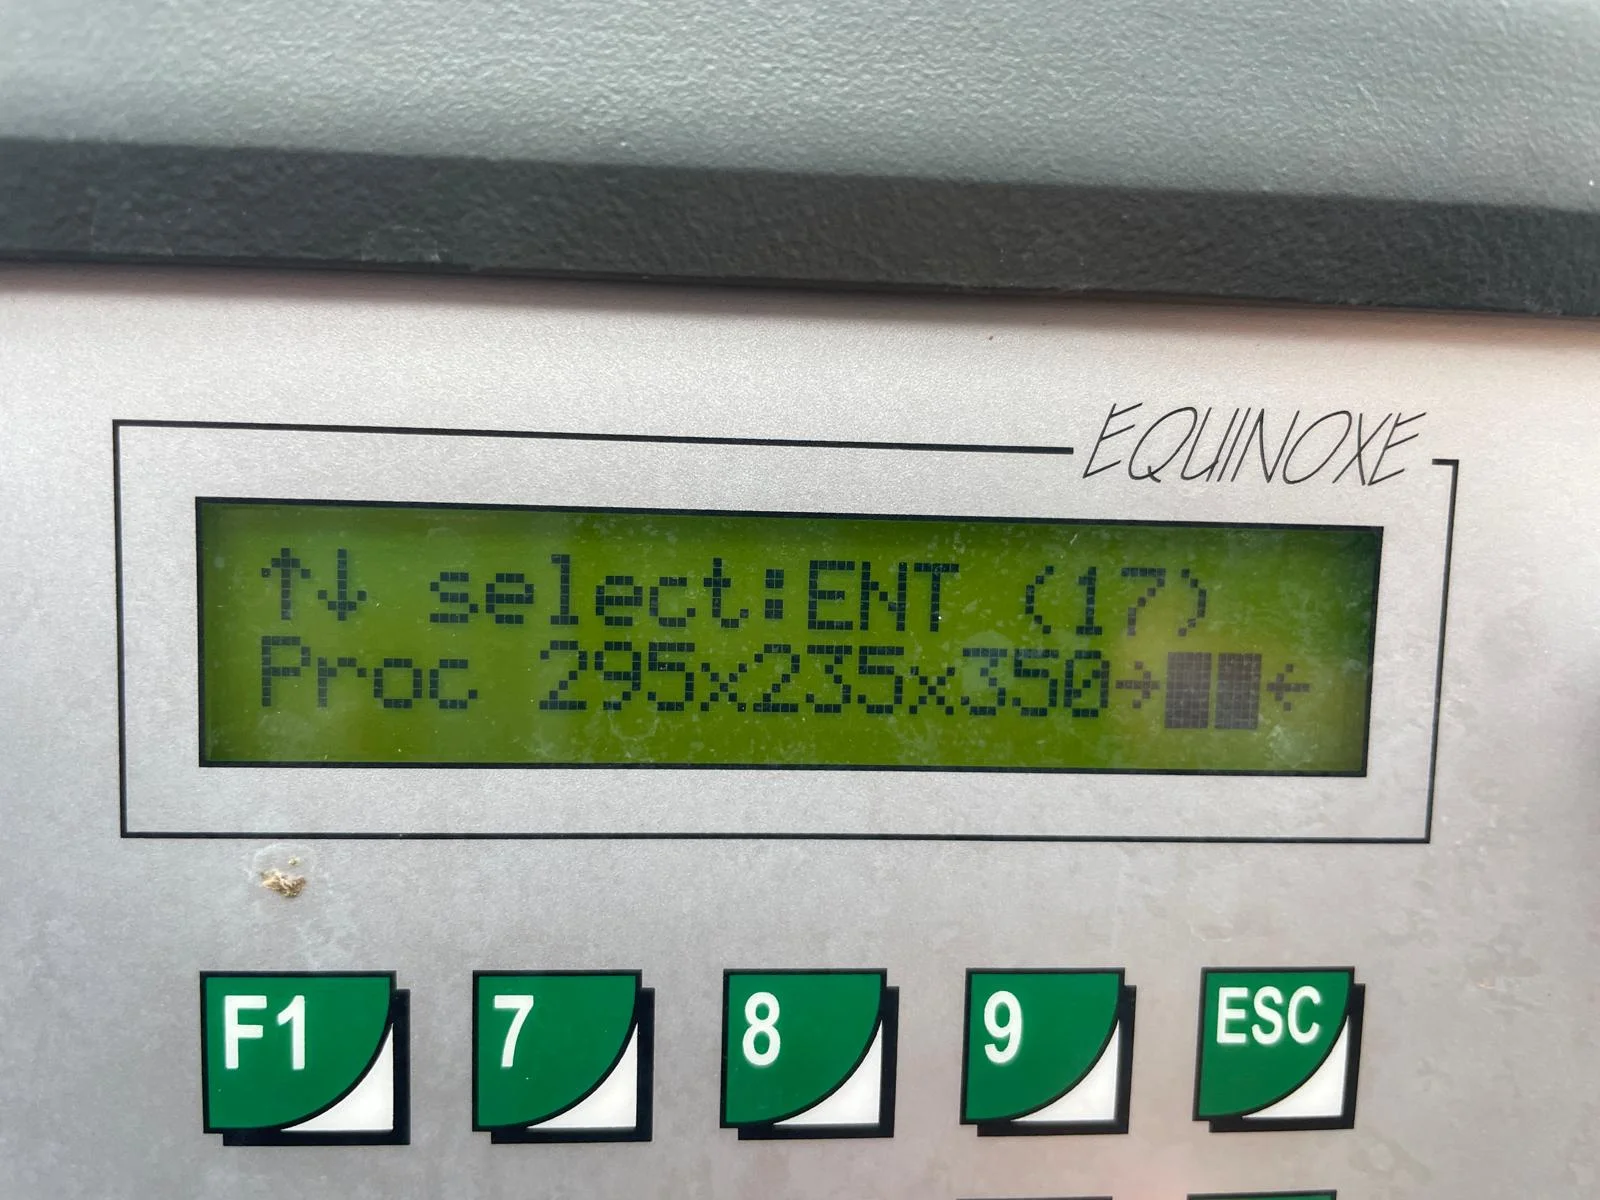 EQUINOXE
↑↓ select:ENT (17)
Proc 295x235x350→██←
F1 7 8 9 ESC